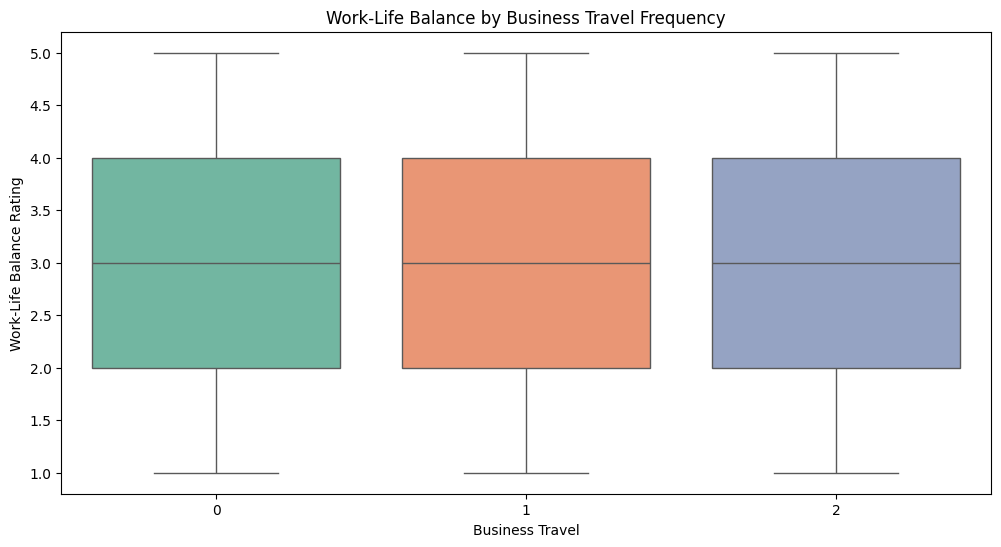 Work-Life Balance by Business Travel Frequency
Work-Life Balance Rating
5.0
4.5
4.0
3.5
3.0
2.5
2.0
1.5
1.0
0 1 2
Business Travel